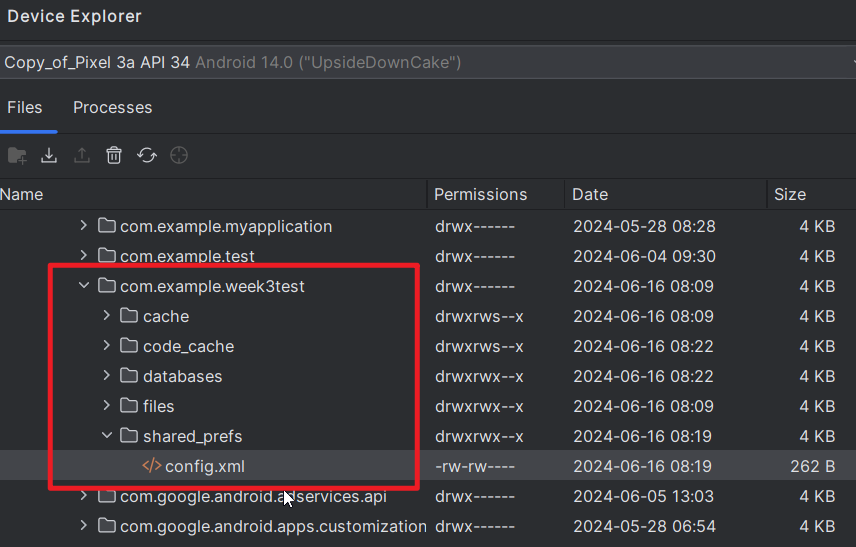 Device Explorer
Copy_of_Pixel 3a API 34 Android 14.0 ("UpsideDownCake")
Files Processes
Name Permissions Date Size
com.example.myapplication drwx------ 2024-05-28 08:28 4 KB
com.example.test drwx------ 2024-06-04 09:30 4 KB
com.example.week3test drwx------ 2024-06-16 08:09 4 KB
cache drwxrws--x 2024-06-16 08:09 4 KB
code_cache drwxrws--x 2024-06-16 08:22 4 KB
databases drwxrwx--x 2024-06-16 08:22 4 KB
files drwxrwx--x 2024-06-16 08:09 4 KB
shared_prefs drwxrwx--x 2024-06-16 08:19 4 KB
</> config.xml -rw-rw---- 2024-06-16 08:19 262 B
com.google.android.adservices.api drwx------ 2024-06-05 13:03 4 KB
com.google.android.apps.customization drwx------ 2024-05-28 06:54 4 KB